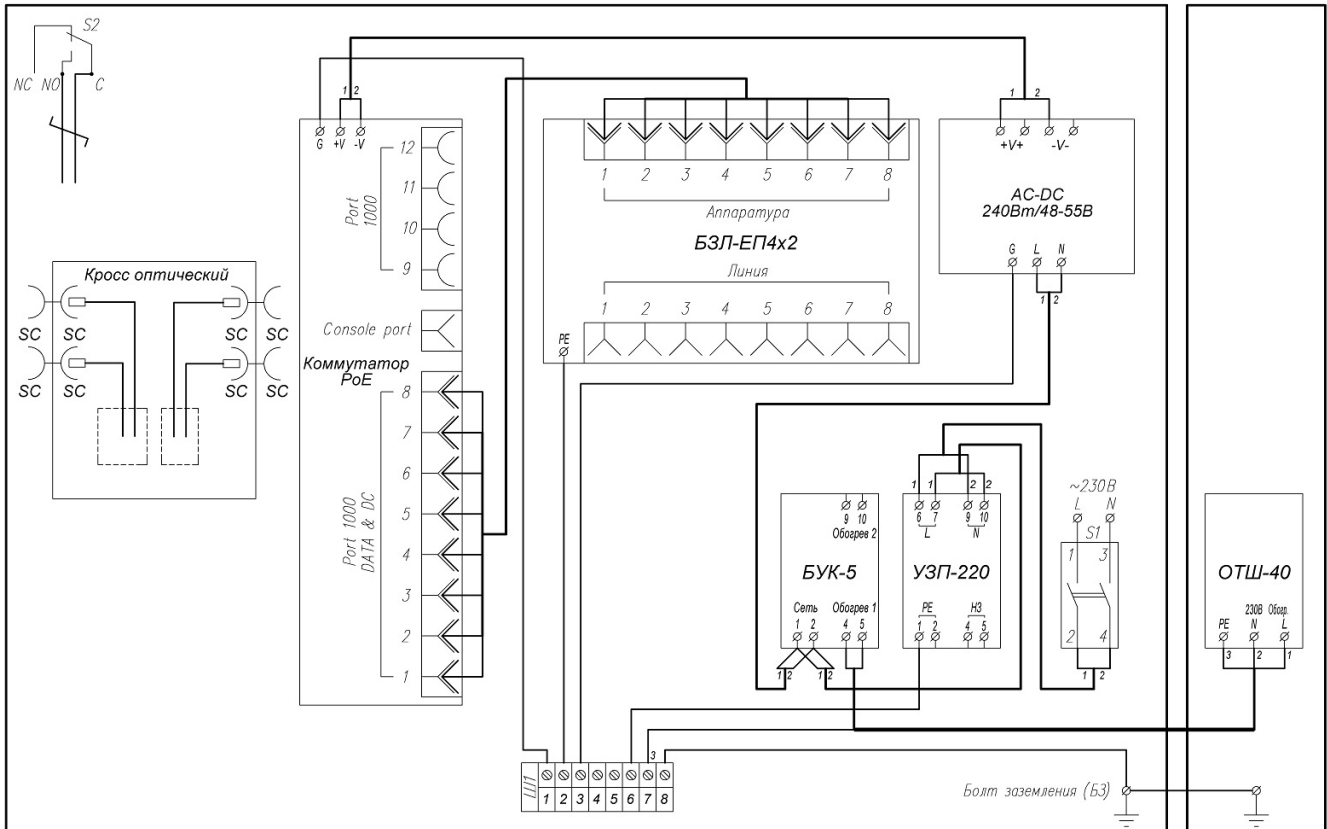 S2
NC NO C
1 2
G +V -V
Port 1000
12
11
10
9
Console port
Коммутатор
PoE
Port 1000
DATA & DC
8
7
6
5
4
3
2
1
Кросс оптический
SC SC SC SC
SC SC SC SC
1 2 3 4 5 6 7 8
Аппаратура
БЗЛ-ЕП4х2
Линия
1 2 3 4 5 6 7 8
PE
1 2
+V+ -V-
AC-DC
240Вт/48-55В
G L N
1 2
9 10
Обогрев 2
БУК-5
Сеть Обогрев 1
1 2 4 5
1 2 1 2
1 1 2 2
6 7 9 10
L N
УЗП-220
PE НЗ
1 2 4 5
~230В
L N
S1
1 3
2 4
1 2
ОТШ-40
230В Обогр.
PE N L
3 2 1
3
Ш1
1 2 3 4 5 6 7 8
Болт заземления (БЗ)